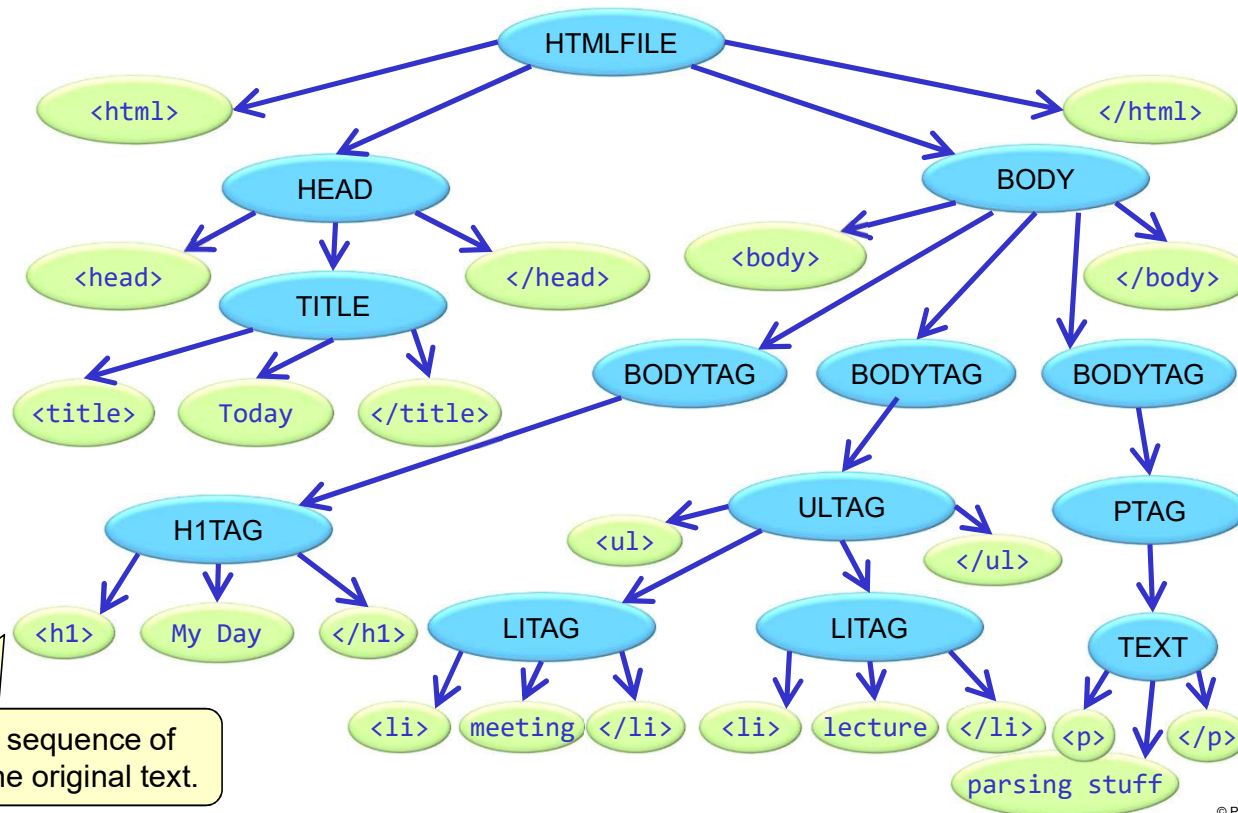 HTMLFILE
<html>
</html>
HEAD
BODY
<head>
</head>
<body>
</body>
TITLE
BODYTAG
BODYTAG
BODYTAG
<title>
Today
</title>
H1TAG
ULTAG
PTAG
<ul>
</ul>
<h1>
My Day
</h1>
LITAG
LITAG
TEXT
<li>
meeting
</li>
<li>
lecture
</li>
<p>
</p>
parsing stuff
sequence of
ne original text.
© P